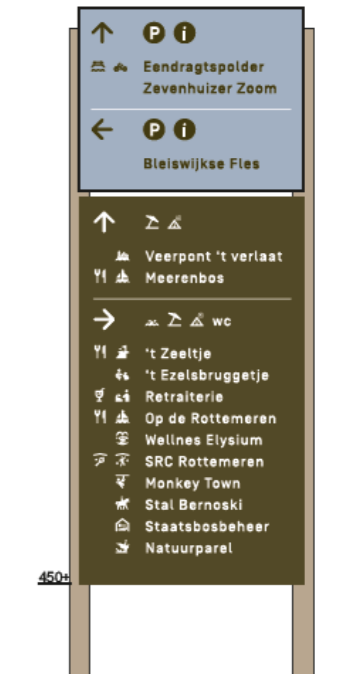 P i
Eendragtspolder
Zevenhuizer Zoom
P i
Bleiswijkse Fles
Veerpont 't verlaat
Meerenbos
wc
't Zeeltje
't Ezelsbruggetje
Retraiterie
Op de Rottemeren
Wellnes Elysium
SRC Rottemeren
Monkey Town
Stal Bernoski
Staatsbosbeheer
Natuurparel
450+